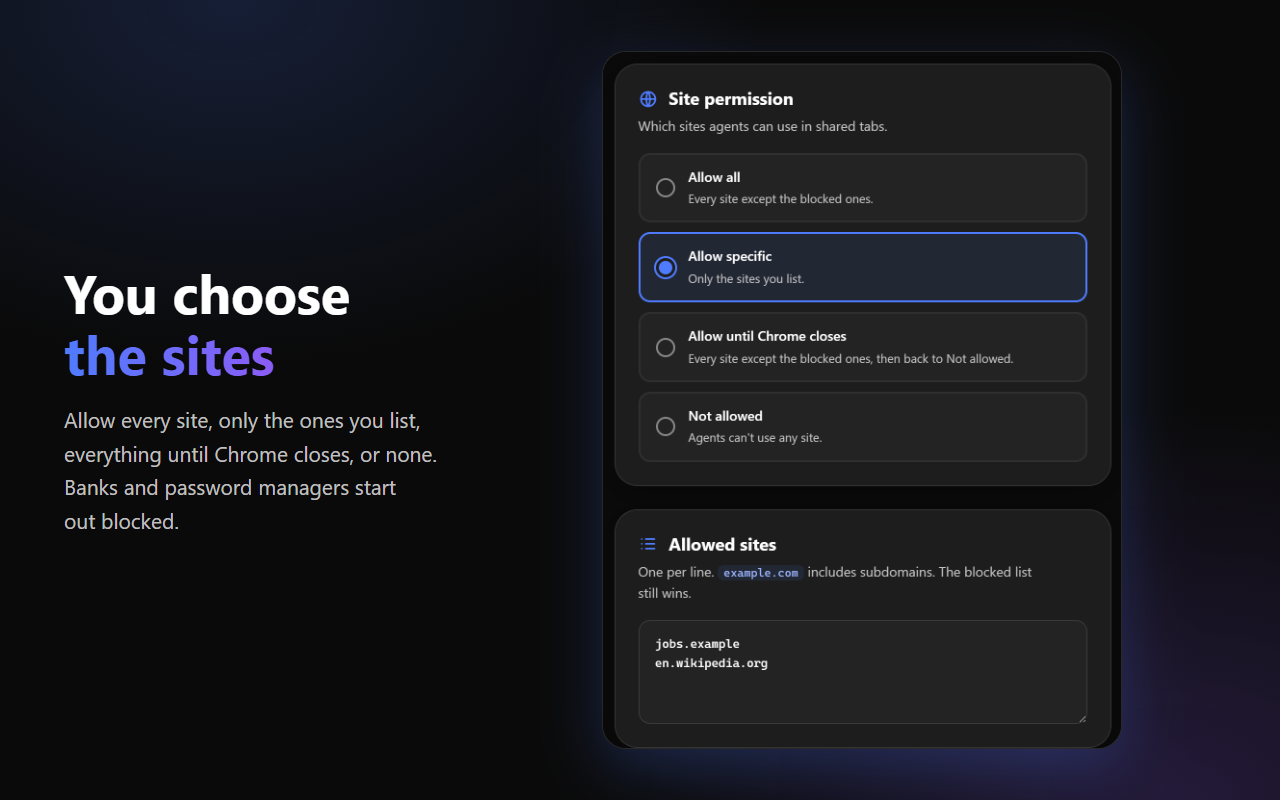 You choose
the sites
Allow every site, only the ones you list,
everything until Chrome closes, or none.
Banks and password managers start
out blocked.
Site permission
Which sites agents can use in shared tabs.
Allow all
Every site except the blocked ones.
Allow specific
Only the sites you list.
Allow until Chrome closes
Every site except the blocked ones, then back to Not allowed.
Not allowed
Agents can't use any site.
Allowed sites
One per line. example.com includes subdomains. The blocked list
still wins.
jobs.example
en.wikipedia.org